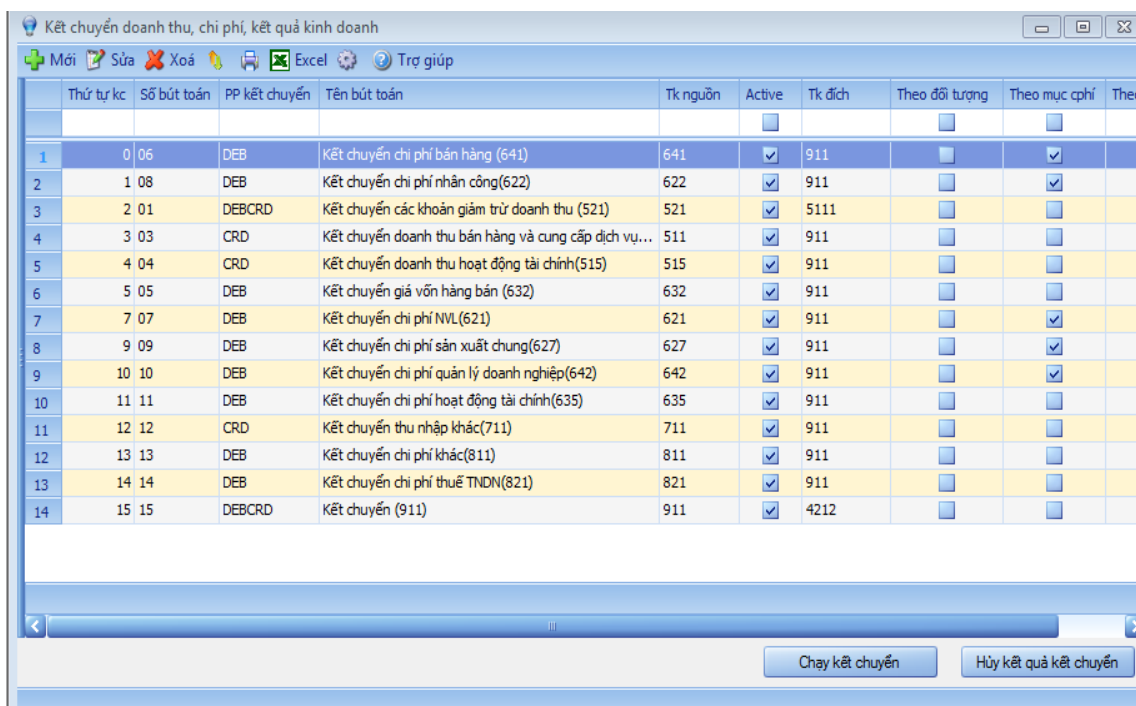 Kết chuyển doanh thu, chi phí, kết quả kinh doanh
Mới Sửa Xoá Excel Trợ giúp
Thứ tự kc Số bút toán PP kết chuyển Tên bút toán Tk nguồn Active Tk đích Theo đối tượng Theo mục cphí Theo
1 0 06 DEB Kết chuyển chi phí bán hàng (641) 641 911
2 1 08 DEB Kết chuyển chi phí nhân công(622) 622 911
3 2 01 DEBCRD Kết chuyển các khoản giảm trừ doanh thu (521) 521 5111
4 3 03 CRD Kết chuyển doanh thu bán hàng và cung cấp dịch vụ... 511 911
5 4 04 CRD Kết chuyển doanh thu hoạt động tài chính(515) 515 911
6 5 05 DEB Kết chuyển giá vốn hàng bán (632) 632 911
7 7 07 DEB Kết chuyển chi phí NVL(621) 621 911
8 9 09 DEB Kết chuyển chi phí sản xuất chung(627) 627 911
9 10 10 DEB Kết chuyển chi phí quản lý doanh nghiệp(642) 642 911
10 11 11 DEB Kết chuyển chi phí hoạt động tài chính(635) 635 911
11 12 12 CRD Kết chuyển thu nhập khác(711) 711 911
12 13 13 DEB Kết chuyển chi phí khác(811) 811 911
13 14 14 DEB Kết chuyển chi phí thuế TNDN(821) 821 911
14 15 15 DEBCRD Kết chuyển (911) 911 4212
Chạy kết chuyển Hủy kết quả kết chuyển